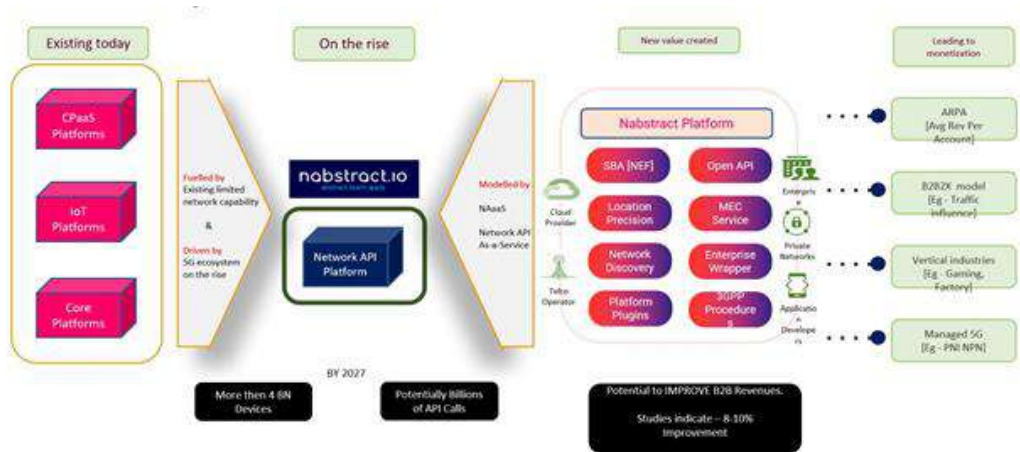 Existing today
On the rise
New value created
Leading to
monetization
CPaaS
Platforms
IoT
Platforms
Core
Platforms
Fuelled by
Existing limited
network capability
&
Driven by
5G ecosystem
on the rise
nabstract.io
Network API
Platform
Modelled by
NAaaS
Network API
As-a-Service
Cloud
Provider
Telco
Operator
Nabstract Platform
SBA [NEF]
Open API
Location
Precision
MEC
Service
Network
Discovery
Enterprise
Wrapper
Platform
Plugins
3GPP
Procedure
s
Enterpris
e
Private
Networks
Applicatio
n
Develope
ARPA
[Avg Rev Per
Account]
B2B2X model
[Eg - Traffic
influence]
Vertical industries
[Eg - Gaming,
Factory]
Managed 5G
[Eg - PNI NPN]
BY 2027
More then 4 BN
Devices
Potentially Billions
of API Calls
Potential to IMPROVE B2B Revenues.
Studies indicate – 8-10%
Improvement